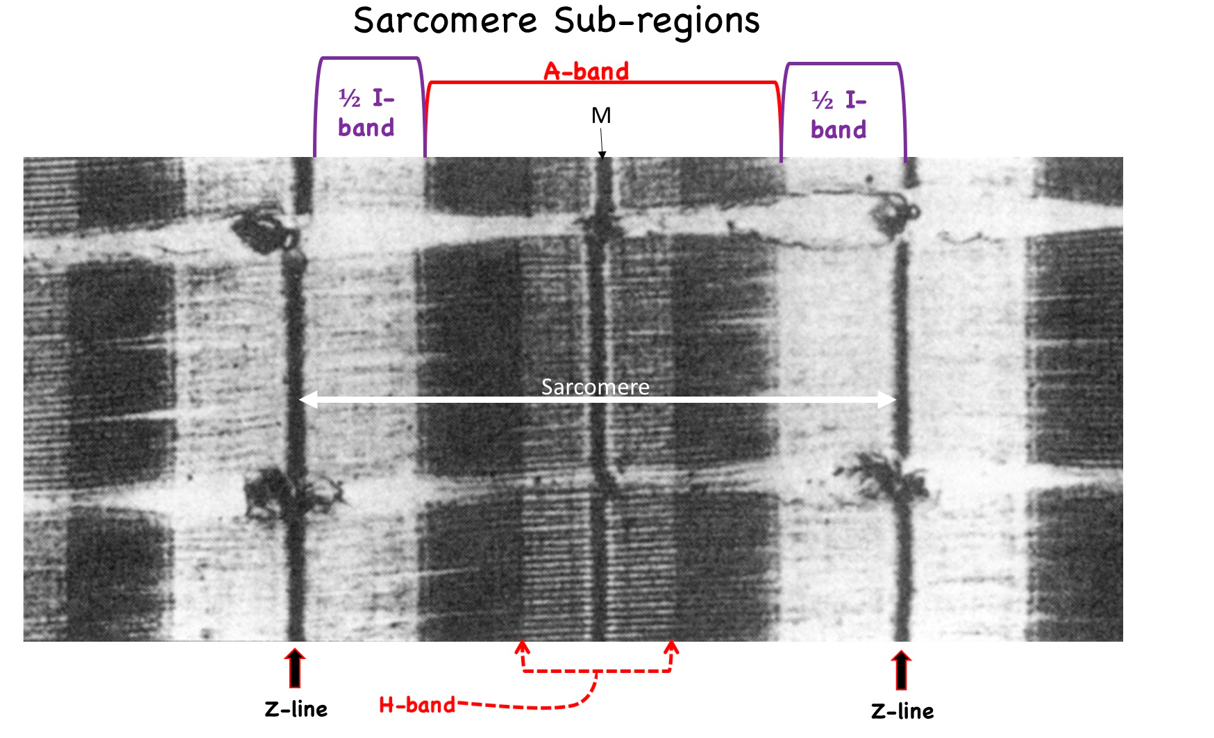 Sarcomere Sub-regions
A-band
½ I-
band
½ I-
band
M
Sarcomere
Z-line
H-band
Z-line